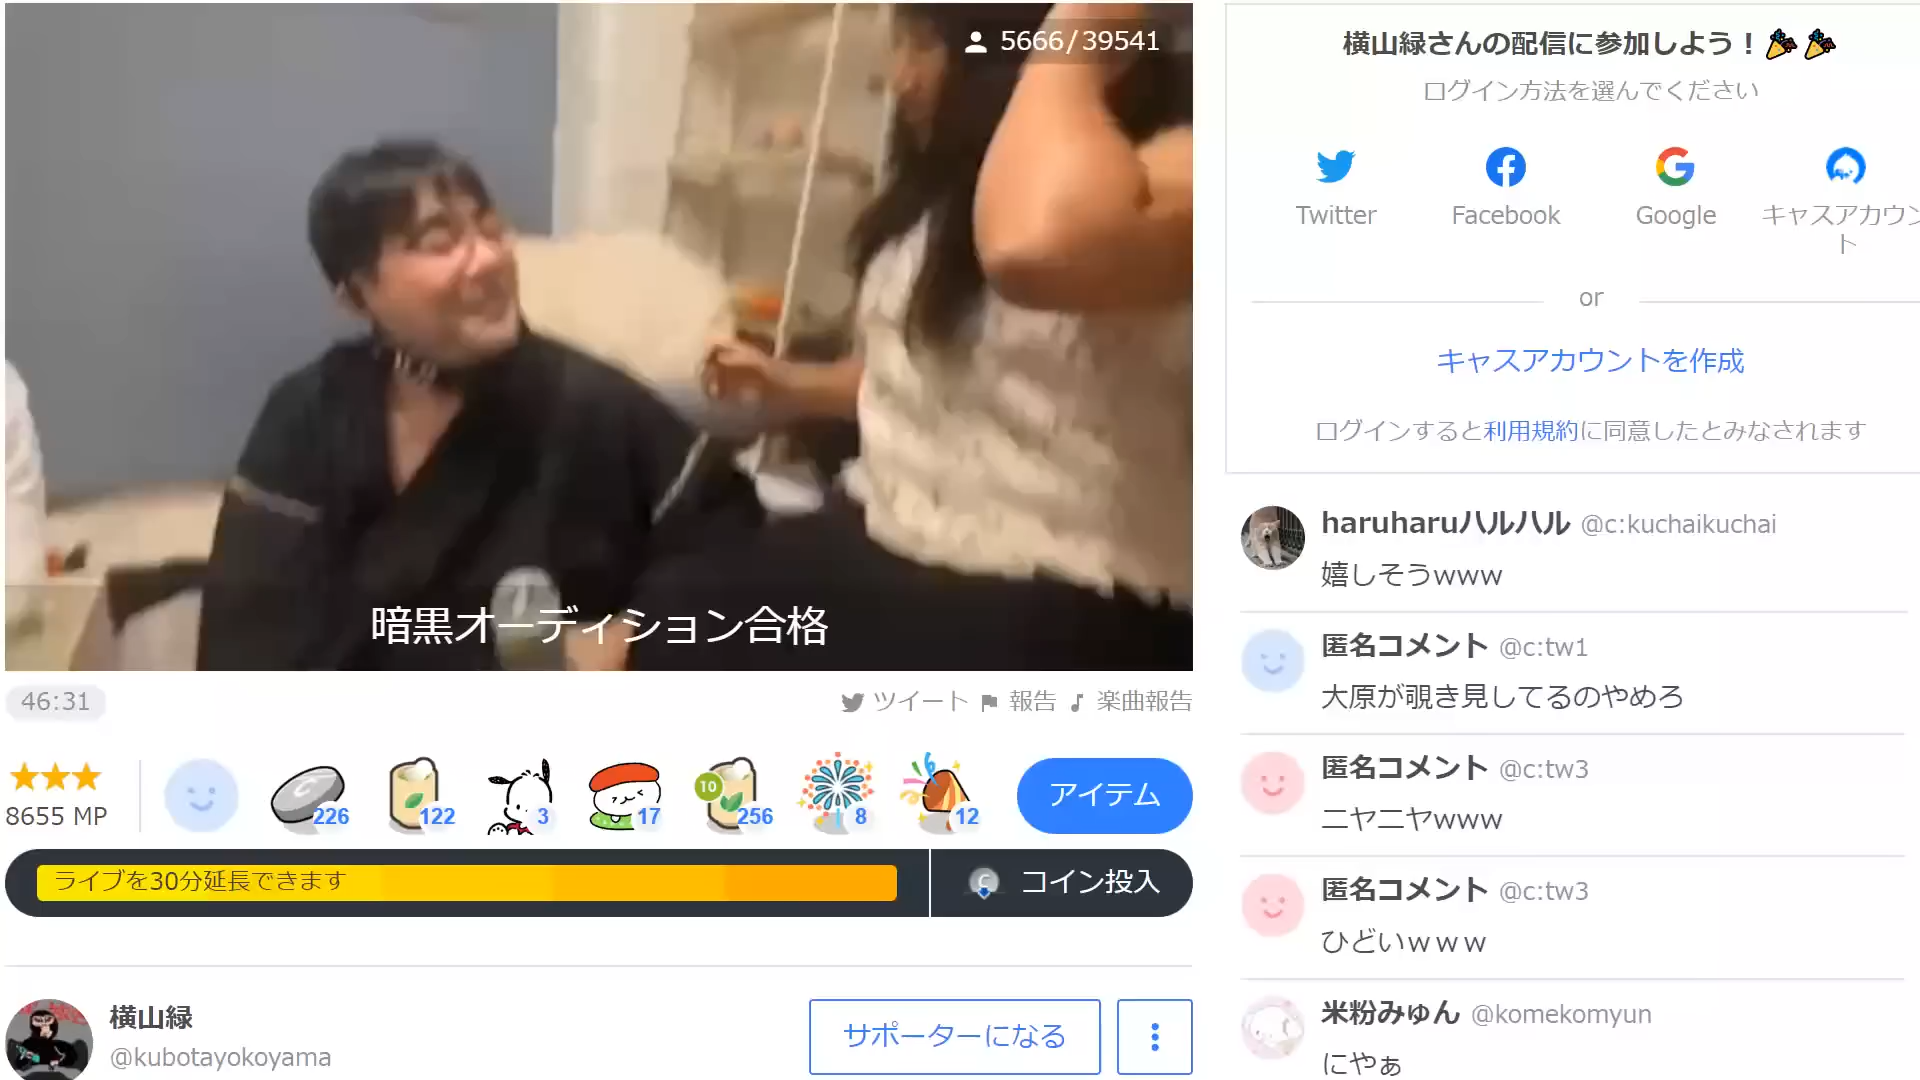 5666/39541
暗黒オーディション合格
46:31
ツイート 報告 楽曲報告
8655 MP
226
122
3
17
10
256
8
12
アイテム
ライブを30分延長できます
コイン投入
横山緑
@kubotayokoyama
サポーターになる
横山緑さんの配信に参加しよう!
ログイン方法を選んでください
Twitter
Facebook
Google
キャスアカウント
or
キャスアカウントを作成
ログインすると利用規約に同意したとみなされます
haruharuハルハル @c:kuchaikuchai
嬉しそうwww
匿名コメント @c:tw1
大原が覗き見してるのやめろ
匿名コメント @c:tw3
ニヤニヤwww
匿名コメント @c:tw3
ひどいｗｗｗ
米粉みゅん @komekomyun
にやぁ